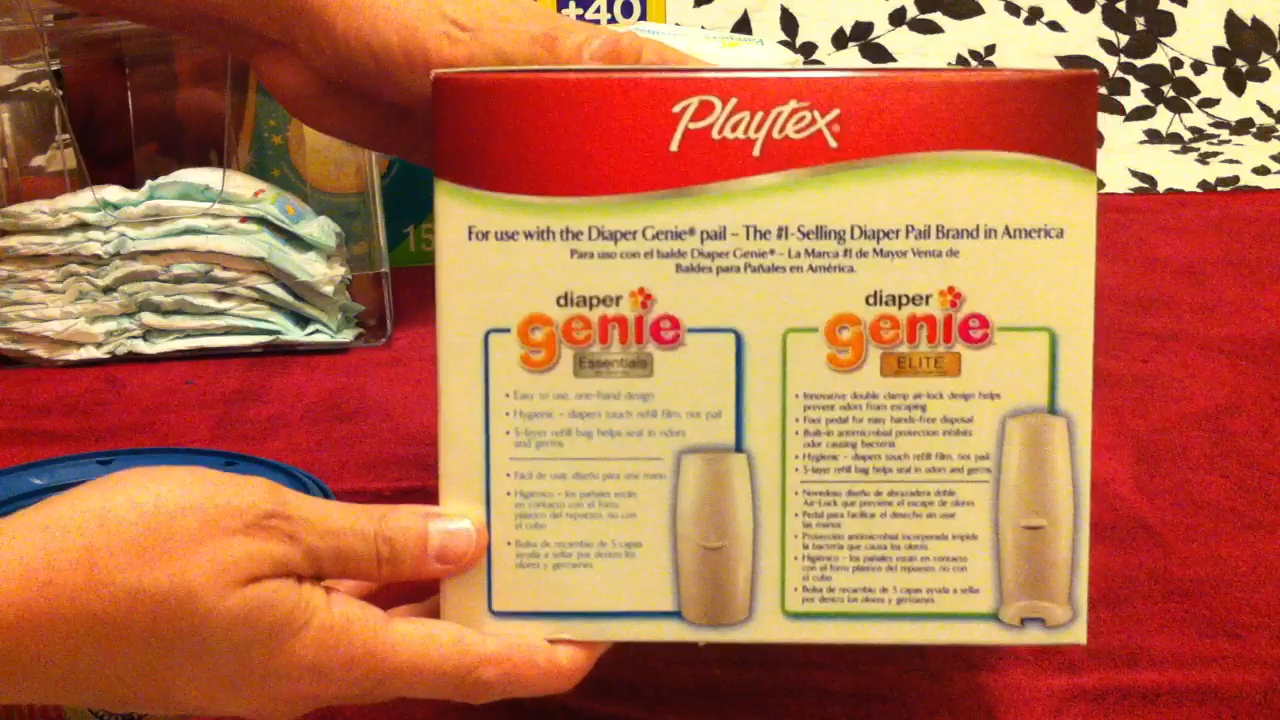 +40
15
Playtex
For use with the Diaper Genie® pail – The #1-Selling Diaper Pail Brand in America
Para uso con el balde Diaper Genie® – La Marca #1 de Mayor Venta de
Baldes para Pañales en América.
diaper
genie
Essentials
• Easy to use, one-hand design
• Hygienic – diapers touch refill film, not pail
• 5-layer refill bag helps seal in odors
and germs
• Fácil de usar, diseño para una mano
• Higiénico – los pañales están
en contacto con el forro
plástico del repuesto, no con
el cubo
• Bolsa de recambio de 5 capas
ayuda a sellar por dentro los
olores y gérmenes
diaper
genie
ELITE
• Innovative double clamp air-lock design helps
prevent odors from escaping
• Foot pedal for easy hands-free disposal
• Built-in antimicrobial protection inhibits
odor causing bacteria
• Hygienic – diapers touch refill film, not pail
• 5-layer refill bag helps seal in odors and germs
• Novedoso diseño de abrazadera doble
Air-Lock que previene el escape de olores
• Pedal para facilitar el desecho sin usar
las manos
• Protección antimicrobial incorporada impide
la bacteria que causa los olores
• Higiénico – los pañales están en contacto
con el forro plástico del repuesto, no con
el cubo
• Bolsa de recambio de 5 capas ayuda a sellar
por dentro los olores y gérmenes